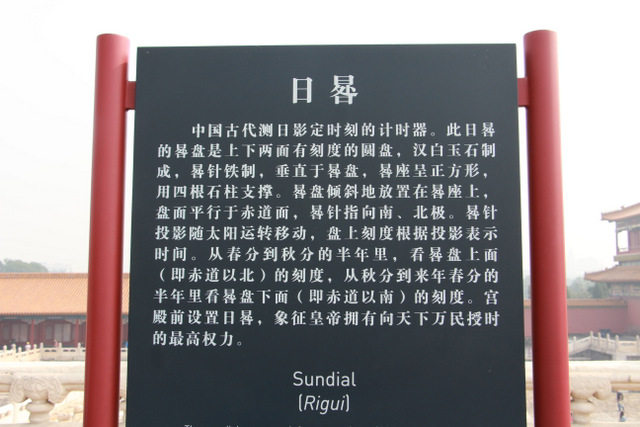 日晷
中国古代测日影定时刻的计时器。此日晷
的晷盘是上下两面有刻度的圆盘，汉白玉石制
成，晷针铁制，垂直于晷盘，晷座呈正方形，
用四根石柱支撑。晷盘倾斜地放置在晷座上，
盘面平行于赤道面，晷针指向南、北极。晷针
投影随太阳运转移动，盘上刻度根据投影表示
时间。从春分到秋分的半年里，看晷盘上面
（即赤道以北）的刻度，从秋分到来年春分的
半年里看晷盘下面（即赤道以南）的刻度。宫
殿前设置日晷，象征皇帝拥有向天下万民授时
的最高权力。
Sundial
(Rigui)